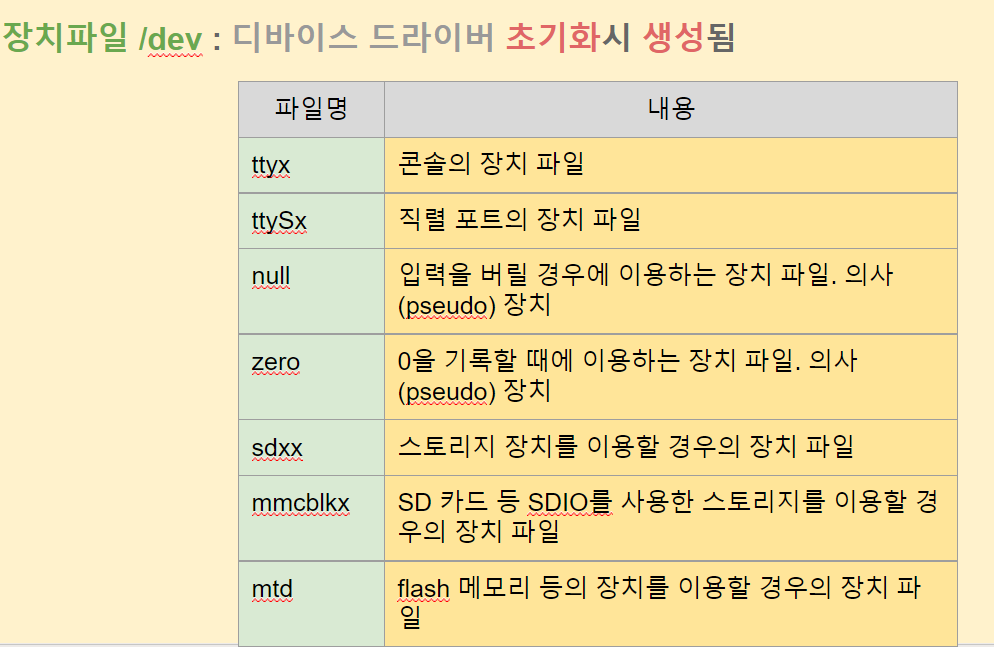 장치파일 /dev : 디바이스 드라이버 초기화시 생성됨
파일명 내용
ttyx 콘솔의 장치 파일
ttySx 직렬 포트의 장치 파일
null 입력을 버릴 경우에 이용하는 장치 파일. 의사
(pseudo) 장치
zero 0을 기록할 때에 이용하는 장치 파일. 의사
(pseudo) 장치
sdxx 스토리지 장치를 이용할 경우의 장치 파일
mmcblkx SD 카드 등 SDIO를 사용한 스토리지를 이용할 경
우의 장치 파일
mtd flash 메모리 등의 장치를 이용할 경우의 장치 파
일